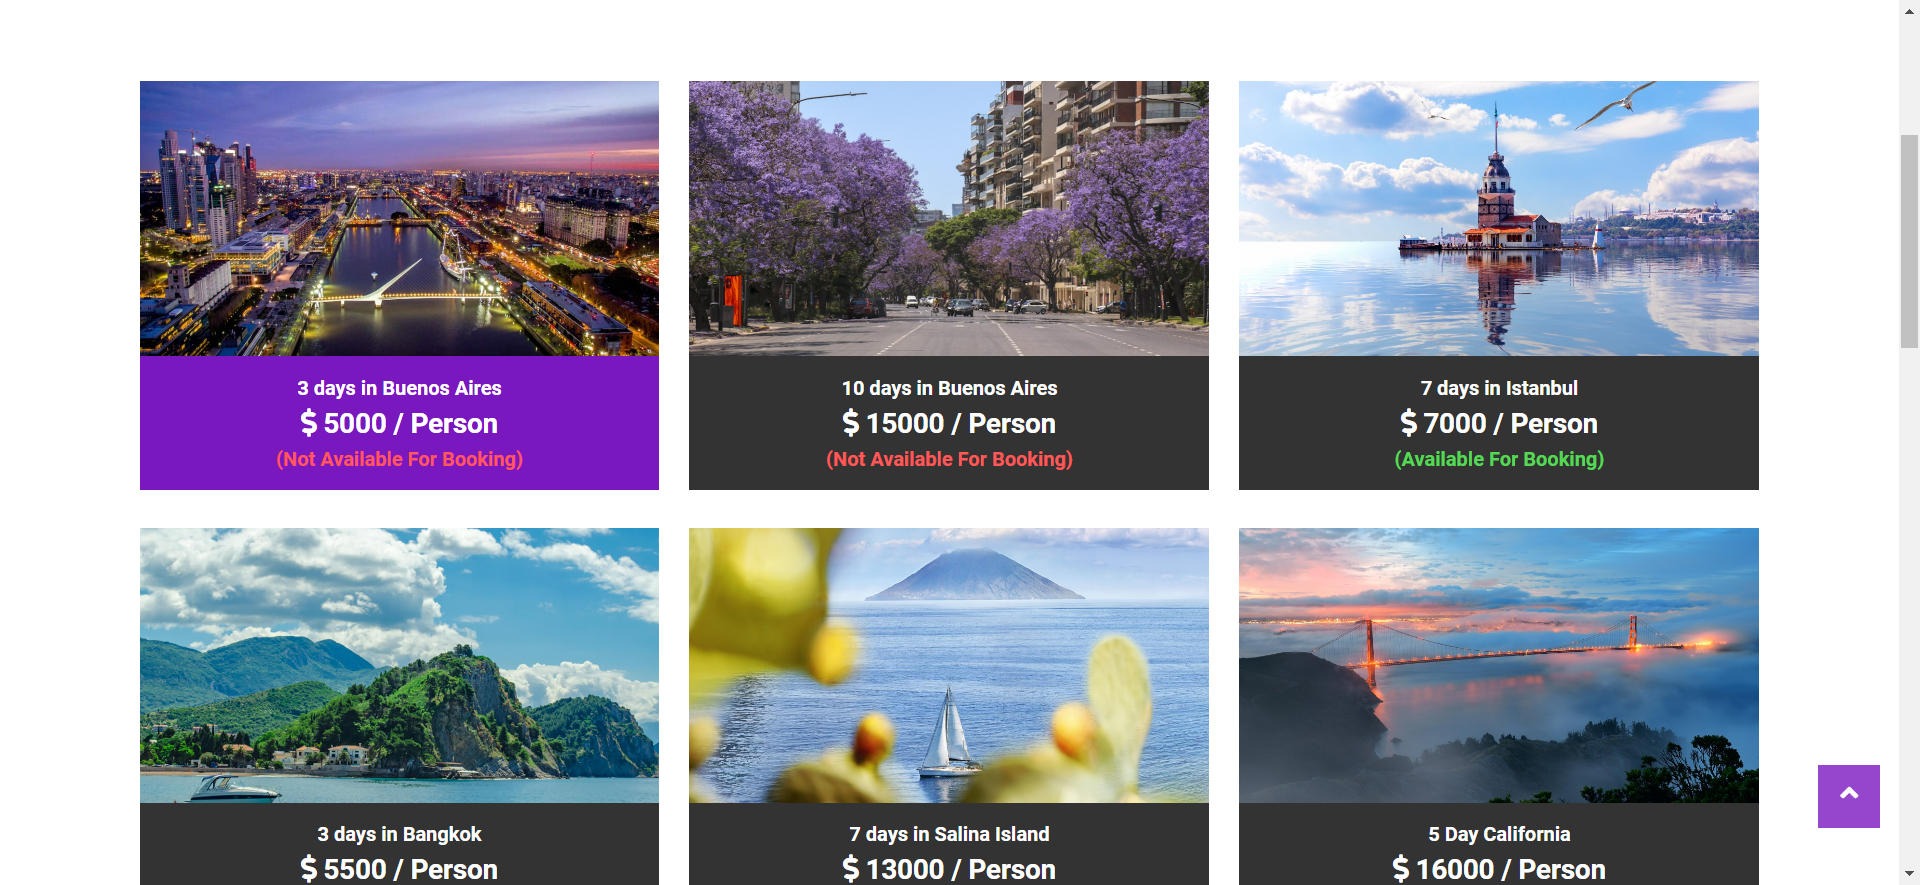 3 days in Buenos Aires
$ 5000 / Person
(Not Available For Booking)
10 days in Buenos Aires
$ 15000 / Person
(Not Available For Booking)
7 days in Istanbul
$ 7000 / Person
(Available For Booking)
3 days in Bangkok
$ 5500 / Person
7 days in Salina Island
$ 13000 / Person
5 Day California
$ 16000 / Person